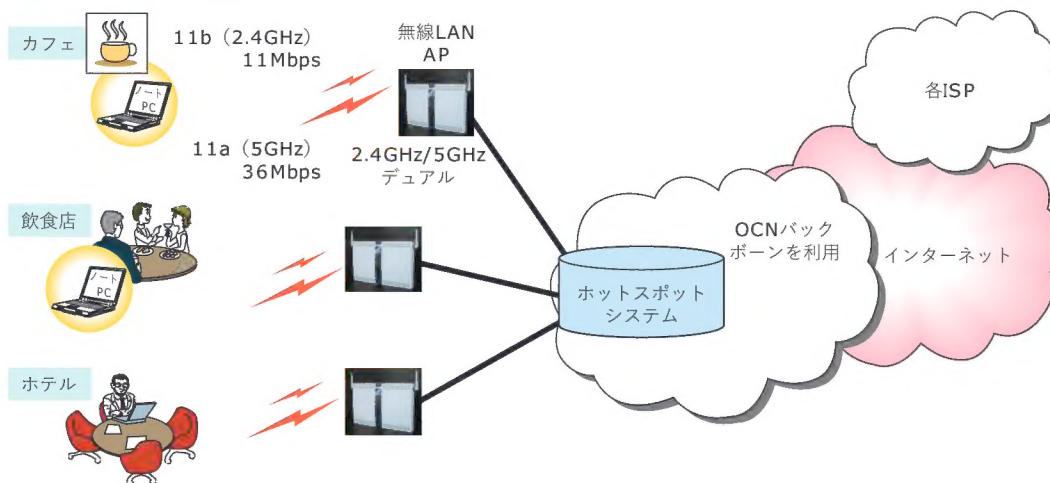 カフェ
11b（2.4GHz）
11Mbps
無線LAN
AP
各ISP
ノート
PC
11a（5GHz）
36Mbps
2.4GHz/5GHz
デュアル
飲食店
OCNバック
ボーンを利用
インターネット
ノート
PC
ホットスポット
システム
ホテル